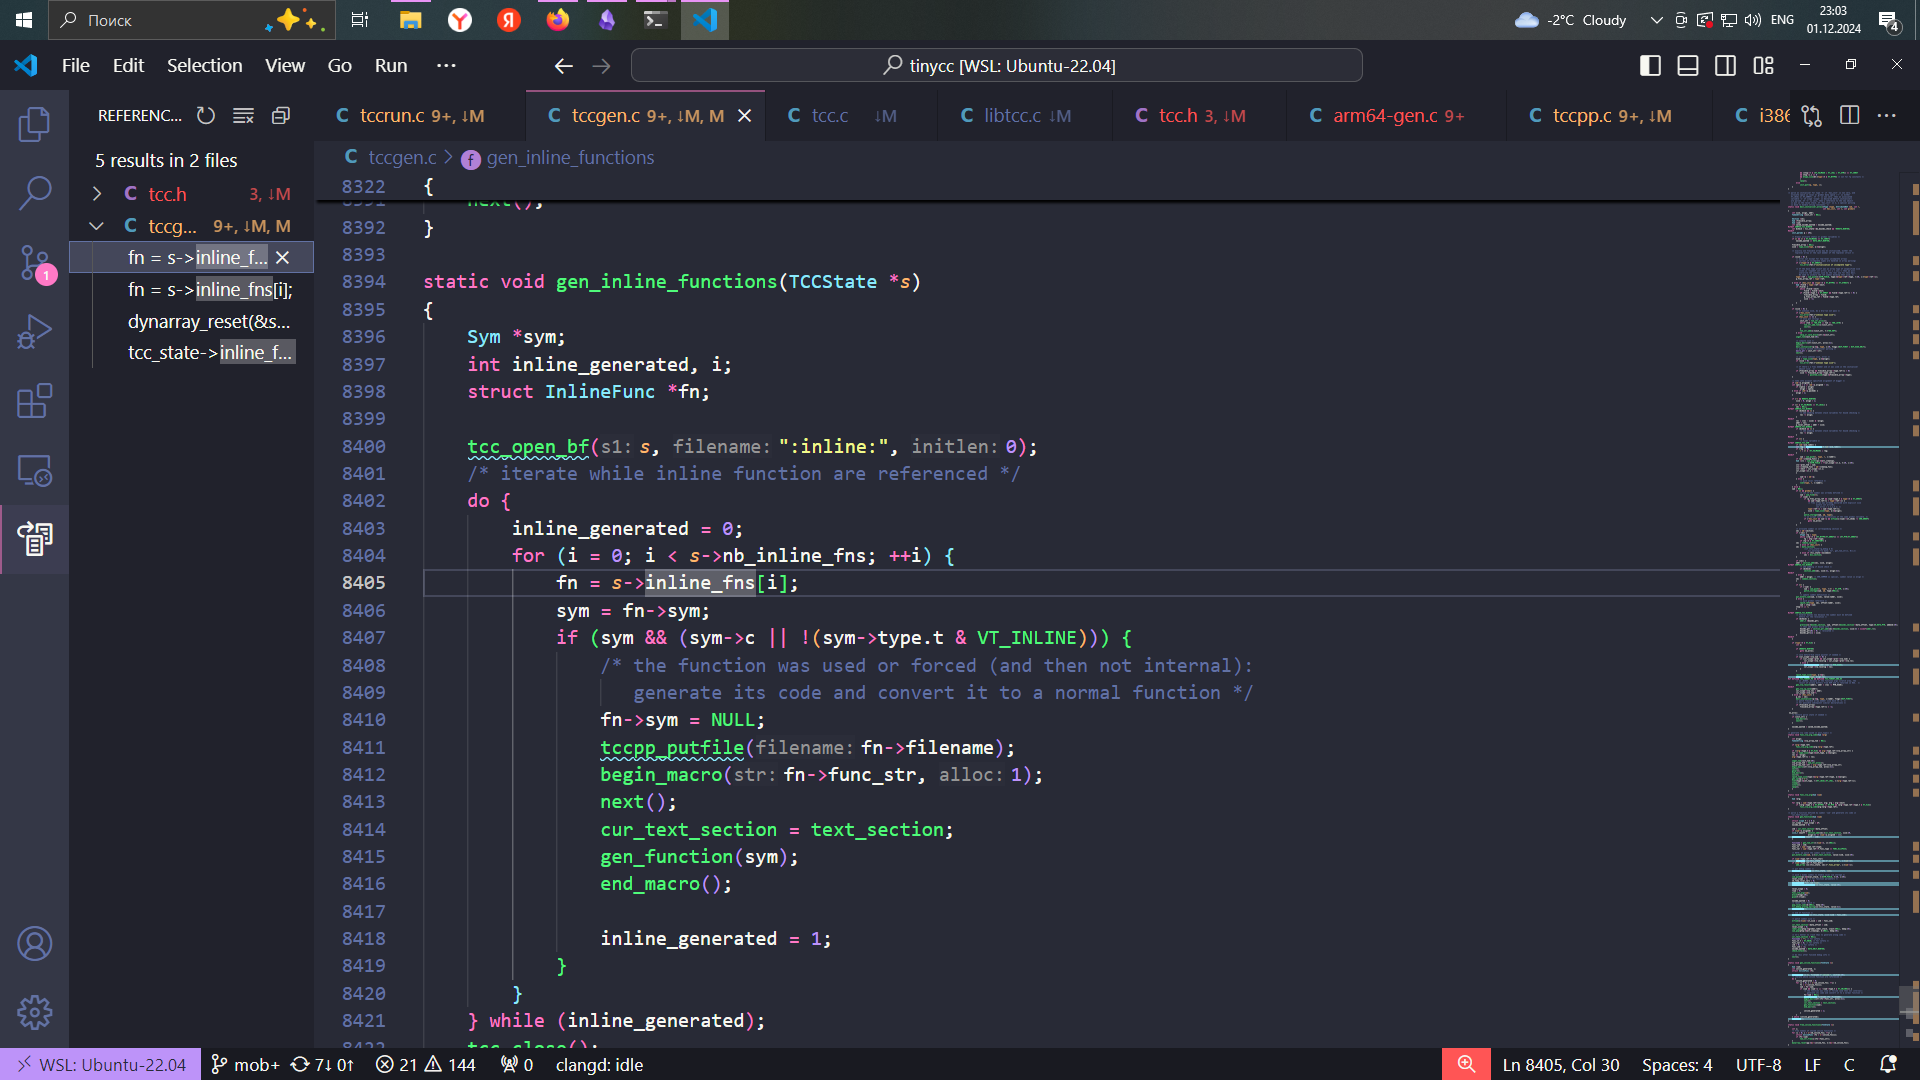 Поиск
-2°C Cloudy
ENG
23:03
01.12.2024
4
File Edit Selection View Go Run ···
tinycc [WSL: Ubuntu-22.04]
REFERENC...
tccrun.c 9+, ↓M
tccgen.c 9+, ↓M, M
tcc.c ↓M
libtcc.c ↓M
tcc.h 3, ↓M
arm64-gen.c 9+
tccpp.c 9+, ↓M
i386
5 results in 2 files
tcc.h 3, ↓M
tccg... 9+, ↓M, M
fn = s->inline_f...
fn = s->inline_fns[i];
dynarray_reset(&s...
tcc_state->inline_f...
1
tccgen.c > gen_inline_functions
8322 {
8391 next();
8392 }
8393
8394 static void gen_inline_functions(TCCState *s)
8395 {
8396 Sym *sym;
8397 int inline_generated, i;
8398 struct InlineFunc *fn;
8399
8400 tcc_open_bf(s1: s, filename: ":inline:", initlen: 0);
8401 /* iterate while inline function are referenced */
8402 do {
8403 inline_generated = 0;
8404 for (i = 0; i < s->nb_inline_fns; ++i) {
8405 fn = s->inline_fns[i];
8406 sym = fn->sym;
8407 if (sym && (sym->c || !(sym->type.t & VT_INLINE))) {
8408 /* the function was used or forced (and then not internal):
8409 generate its code and convert it to a normal function */
8410 fn->sym = NULL;
8411 tccpp_putfile(filename: fn->filename);
8412 begin_macro(str: fn->func_str, alloc: 1);
8413 next();
8414 cur_text_section = text_section;
8415 gen_function(sym);
8416 end_macro();
8417
8418 inline_generated = 1;
8419 }
8420 }
8421 } while (inline_generated);
8422 tcc_close();
WSL: Ubuntu-22.04 mob+ 7↓ 0↑ 21 144 0 clangd: idle
Ln 8405, Col 30 Spaces: 4 UTF-8 LF C